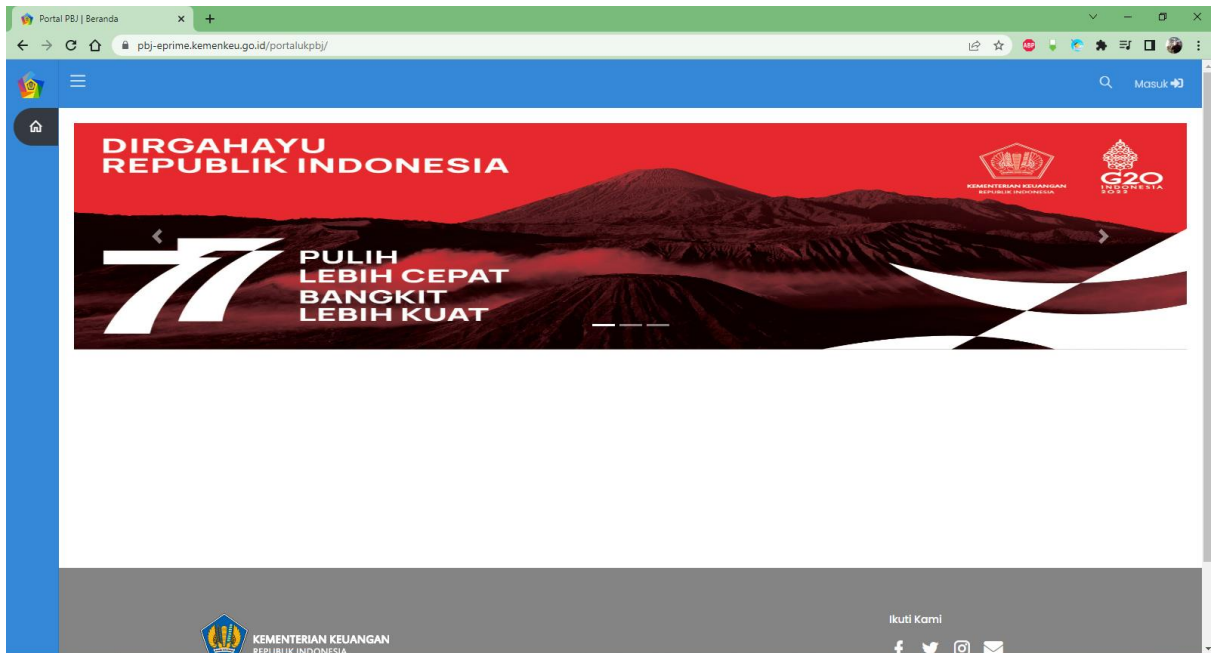 Portal PBJ | Beranda
pbj-eprime.kemenkeu.go.id/portalukpbj/
ABP
Masuk
DIRGAHAYU
REPUBLIK INDONESIA
KEMENTERIAN KEUANGAN
REPUBLIK INDONESIA
G20
INDONESIA
2022
77
PULIH
LEBIH CEPAT
BANGKIT
LEBIH KUAT
Ikuti Kami
KEMENTERIAN KEUANGAN
REPUBLIK INDONESIA